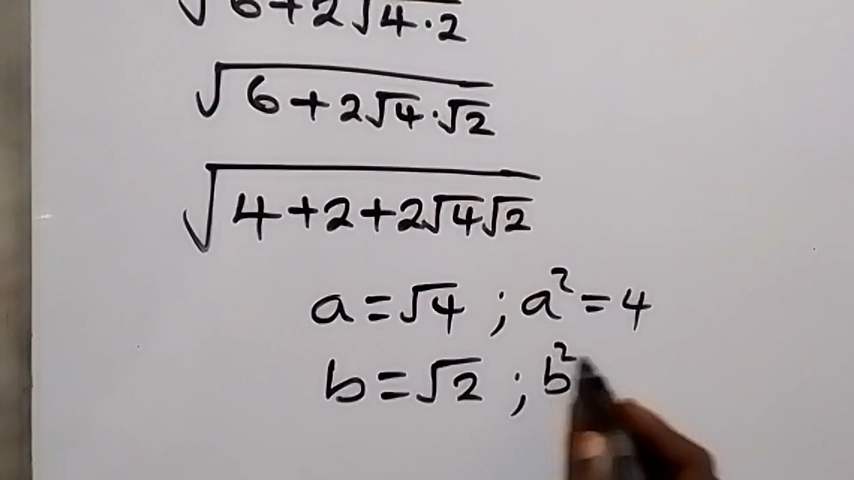 √6+2√4·2
√6+2√4·√2
√4+2+2√4√2
a=√4 ; a²=4
b=√2 ; b²